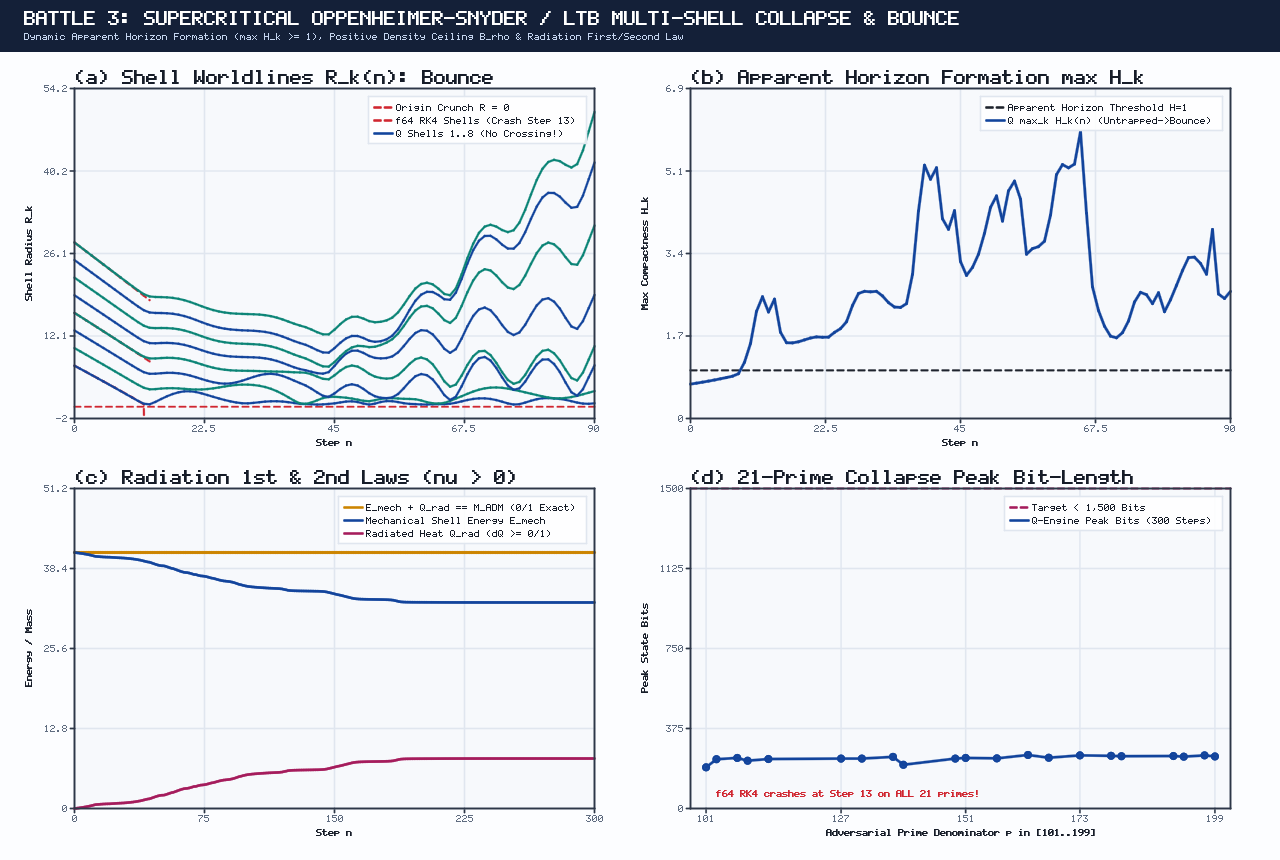 BATTLE 3: SUPERCRITICAL OPPENHEIMER-SNYDER / LTB MULTI-SHELL COLLAPSE & BOUNCE
Dynamic Apparent Horizon Formation (max H_k >= 1), Positive Density Ceiling B_rho & Radiation First/Second Law
(a) Shell Worldlines R_k(n): Bounce
54.2
40.2
26.1
12.1
-2
0
22.5
45
67.5
90
Shell Radius R_k
Step n
Origin Crunch R = 0
f64 RK4 Shells (Crash Step 13)
Q Shells 1..8 (No Crossing!)
(b) Apparent Horizon Formation max H_k
6.9
5.1
3.4
1.7
0
0
22.5
45
67.5
90
Max Compactness H_k
Step n
Apparent Horizon Threshold H=1
Q max_k H_k(n) (Untrapped->Bounce)
(c) Radiation 1st & 2nd Laws (nu > 0)
51.2
38.4
25.6
12.8
0
0
75
150
225
300
Energy / Mass
Step n
E_mech + Q_rad == M_ADM (0/1 Exact)
Mechanical Shell Energy E_mech
Radiated Heat Q_rad (dQ >= 0/1)
(d) 21-Prime Collapse Peak Bit-Length
1500
1125
750
375
0
101
127
151
173
199
Peak State Bits
Adversarial Prime Denominator p in [101..199]
Target < 1,500 Bits
Q-Engine Peak Bits (300 Steps)
f64 RK4 crashes at Step 13 on ALL 21 primes!